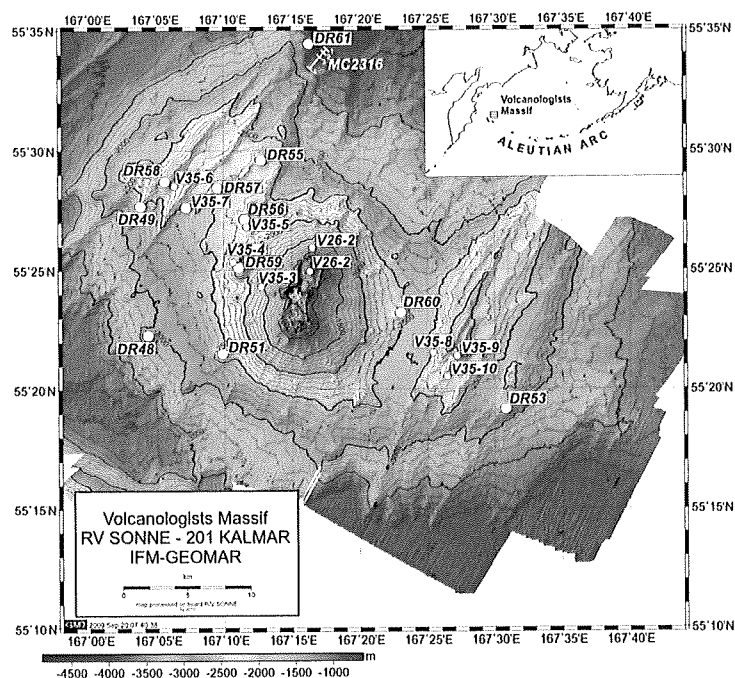 167°00'E 167°05'E 167°10'E 167°15'E 167°20'E 167°25'E 167°30'E 167°35'E 167°40'E
55°35'N 55°35'N
DR61
MC2316
Volcanologists
Massif
ALEUTIAN ARC
55°30'N 55°30'N
DR55
DR58
V35-6
DR57
V35-7
DR49
DR56
V35-5
V26-2
V35-4
DR59
V26-2
55°25'N 55°25'N
V35-3
DR60
V35-8
V35-9
DR48
DR51
V35-10
55°20'N 55°20'N
DR53
55°15'N 55°15'N
Volcanologists Massif
RV SONNE - 201 KALMAR
IFM-GEOMAR
km
0 5 10
55°10'N 55°10'N
167°00'E 167°05'E 167°10'E 167°15'E 167°20'E 167°25'E 167°30'E 167°35'E 167°40'E
m
-4500 -4000 -3500 -3000 -2500 -2000 -1500 -1000